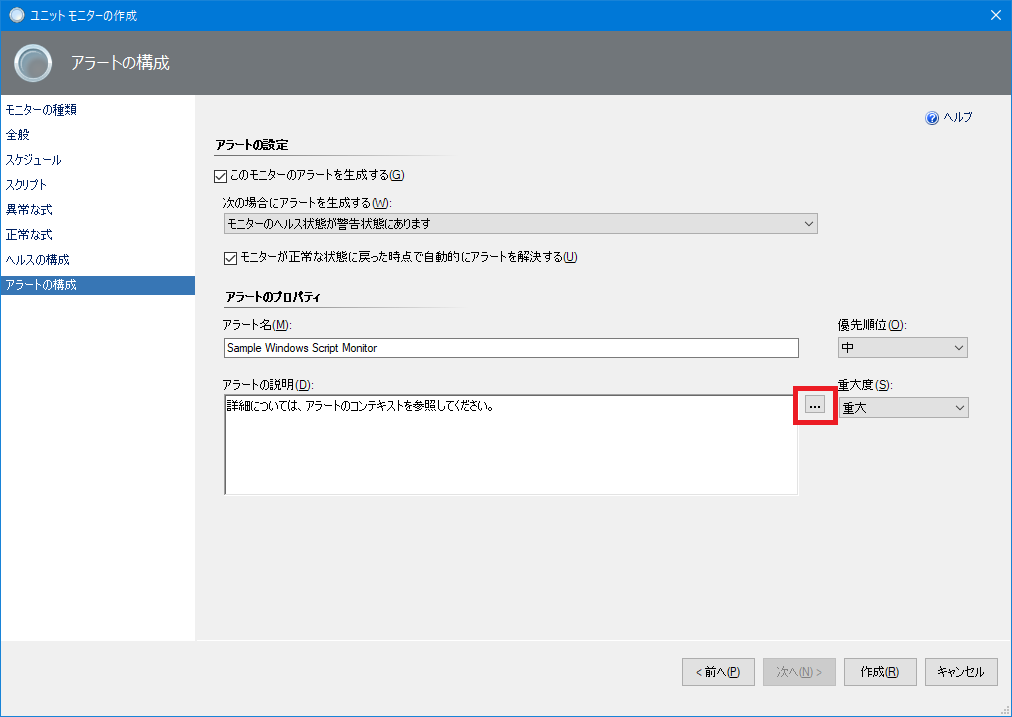 ユニット モニターの作成
アラートの構成
モニターの種類
全般
スケジュール
スクリプト
異常な式
正常な式
ヘルスの構成
アラートの構成
ヘルプ
アラートの設定
このモニターのアラートを生成する(G)
次の場合にアラートを生成する(W):
モニターのヘルス状態が警告状態にあります
モニターが正常な状態に戻った時点で自動的にアラートを解決する(U)
アラートのプロパティ
アラート名(M):
Sample Windows Script Monitor
優先順位(O):
中
アラートの説明(D):
詳細については、アラートのコンテキストを参照してください。
...
重大度(S):
重大
< 前へ(P)
次へ(N) >
作成(R)
キャンセル